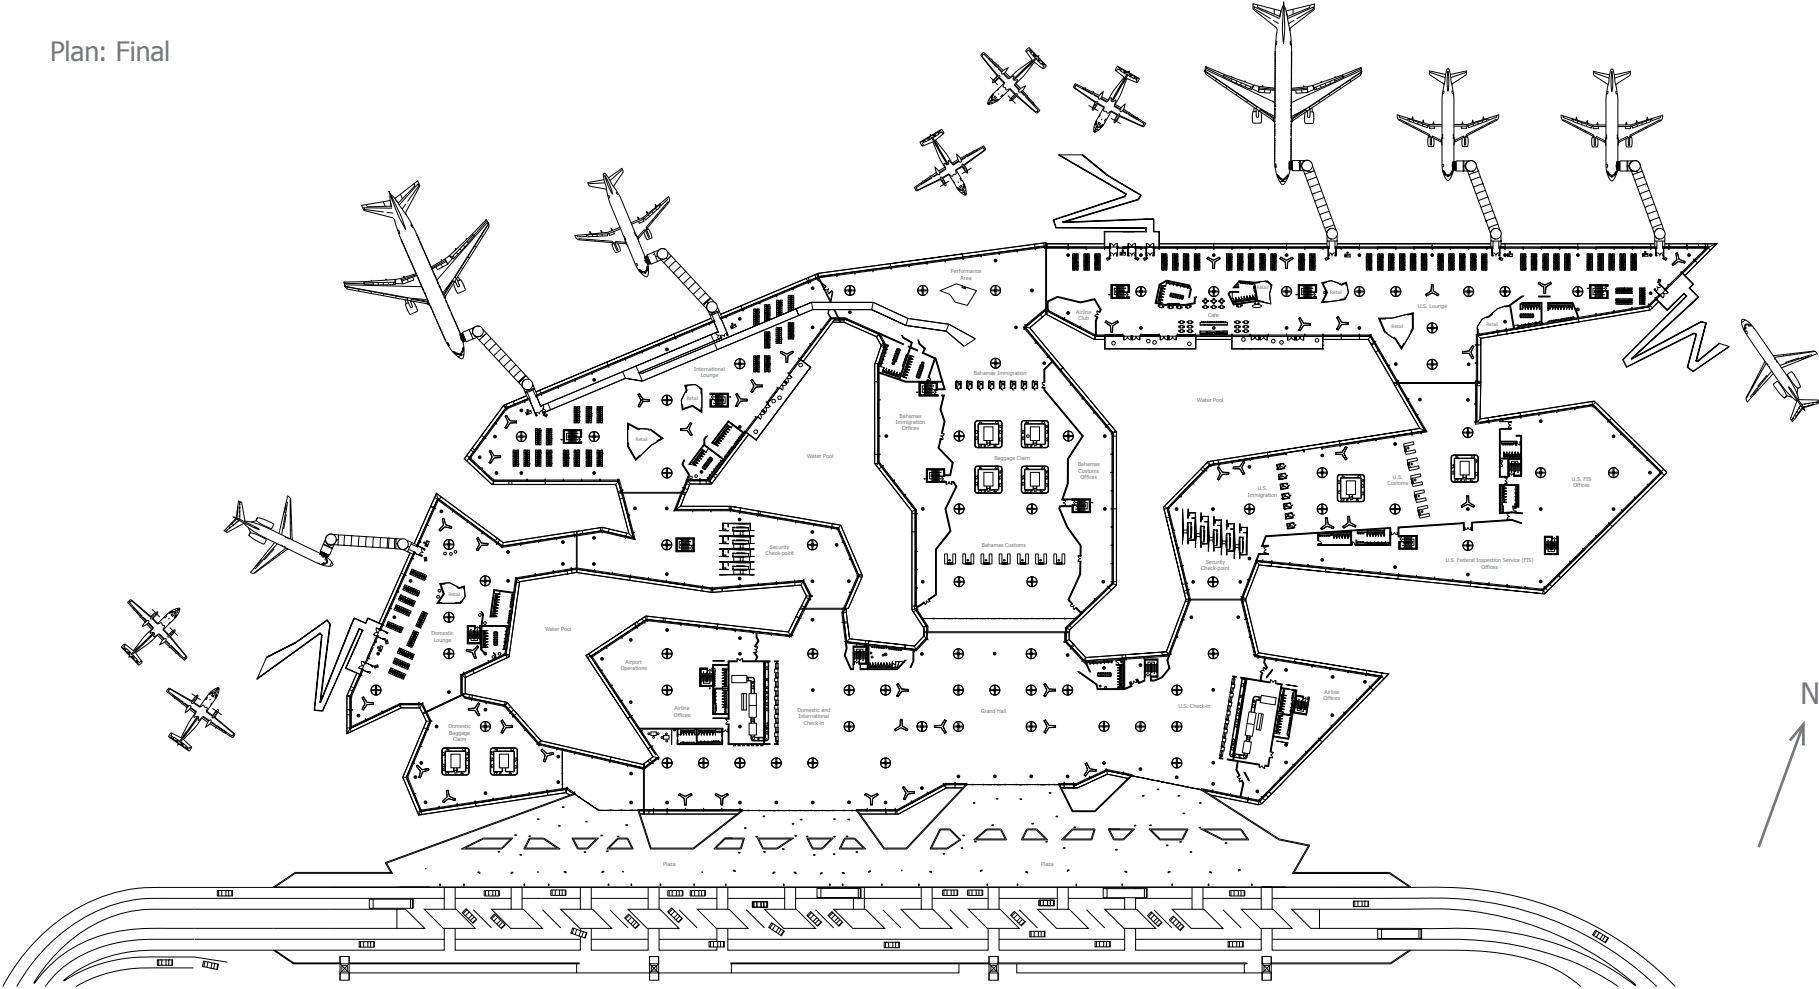 Plan: Final
Performance
Area
Airline
Club
Retail
Retail
Cafe
U.S. Lounge
Retail
Retail
International
Lounge
Retail
Retail
Bahamas Immigration
Bahamas
Immigration
Offices
Water Pool
Water Pool
Baggage Claim
Bahamas
Customs
Offices
U.S.
Immigration
U.S.
Customs
U.S. FIS
Offices
Security
Check-point
Bahamas Customs
Security
Check-point
U.S. Federal Inspection Service (FIS)
Offices
Retail
Domestic
Lounge
Water Pool
Airport
Operations
Airline
Offices
Domestic and
International
Check-in
Grand Hall
U.S. Check-in
Airline
Offices
N
Domestic
Baggage
Claim
Plaza
Plaza